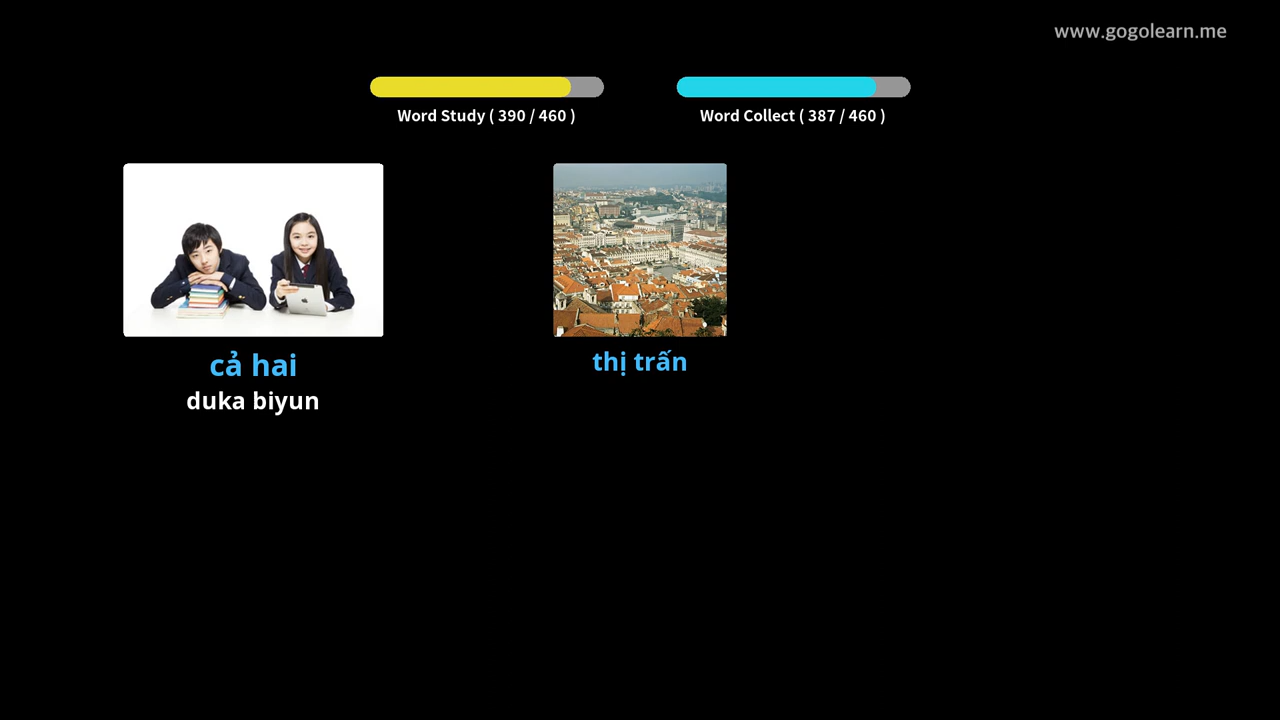 www.gogolearn.me
Word Study ( 390 / 460 )
Word Collect ( 387 / 460 )
cả hai
duka biyun
thị trấn